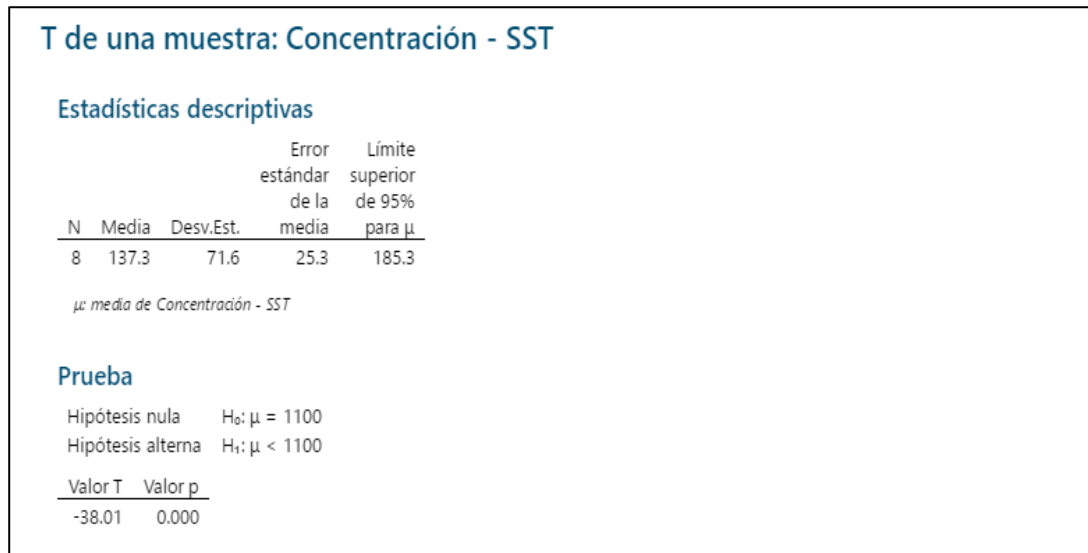 T de una muestra: Concentración - SST
Estadísticas descriptivas
Error Límite
estándar superior
de la de 95%
N Media Desv.Est. media para μ
8 137.3 71.6 25.3 185.3
μ: media de Concentración - SST
Prueba
Hipótesis nula H₀: μ = 1100
Hipótesis alterna H₁: μ < 1100
Valor T Valor p
-38.01 0.000